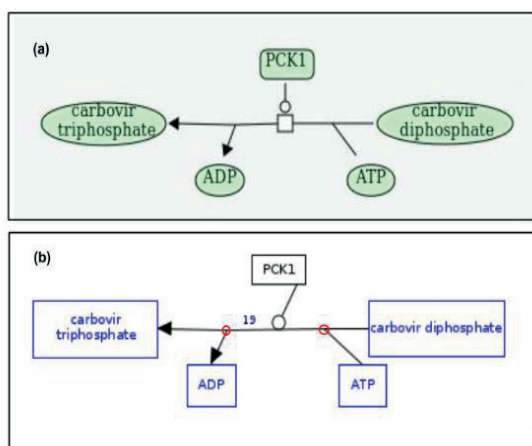 (a)
PCK1
carbovir
triphosphate
carbovir
diphosphate
ADP
ATP
(b)
PCK1
19
carbovir
triphosphate
carbovir diphosphate
ADP
ATP